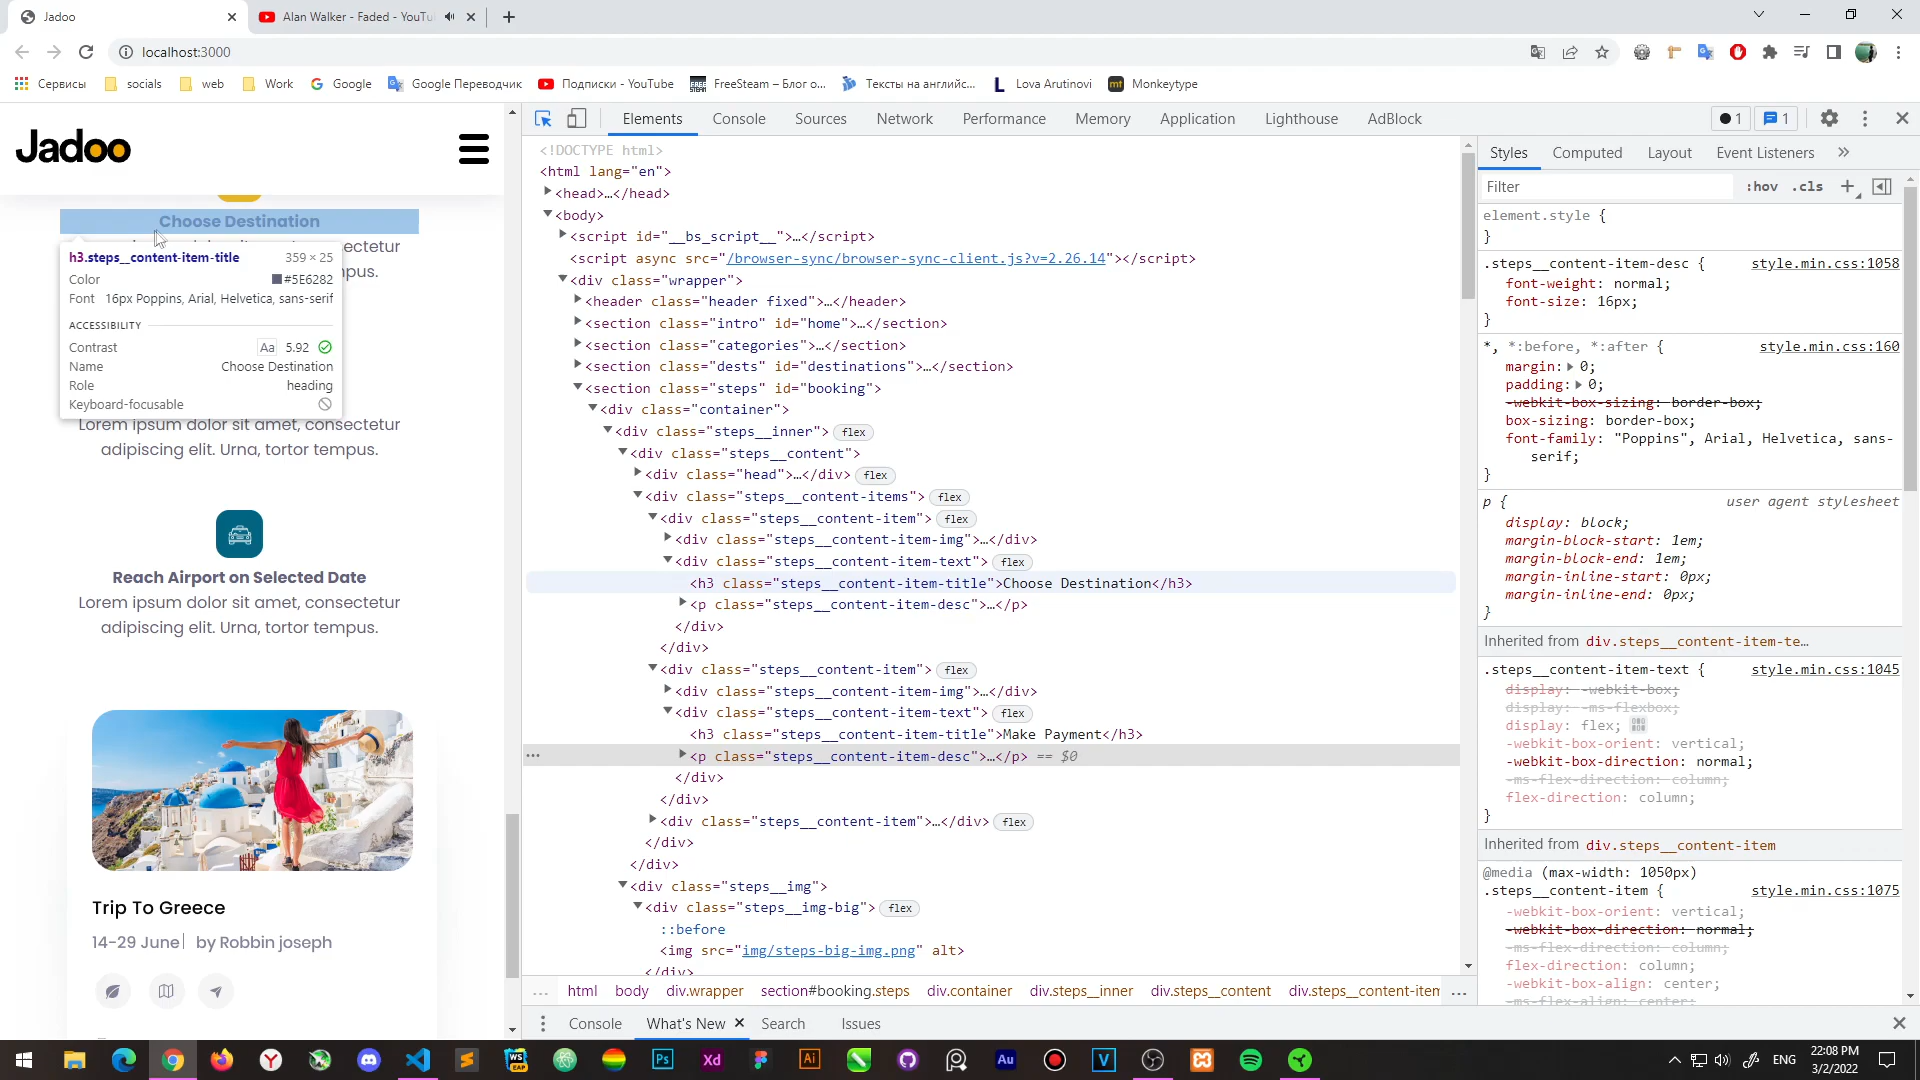 Jadoo
Alan Walker - Faded - YouTu
localhost:3000
Сервисы
socials
web
Work
Google
Google Переводчик
Подписки - YouTube
FreeSteam – Блог о...
Тексты на английс...
Lova Arutinovi
Monkeytype
Jadoo
Choose Destination
ectetur
h3.steps__content-item-title 359 × 25
mpus.
Color #5E6282
Font 16px Poppins, Arial, Helvetica, sans-serif
ACCESSIBILITY
Contrast Aa 5.92
Name Choose Destination
Role heading
Keyboard-focusable
Lorem ipsum dolor sit amet, consectetur
adipiscing elit. Urna, tortor tempus.
Reach Airport on Selected Date
Lorem ipsum dolor sit amet, consectetur
adipiscing elit. Urna, tortor tempus.
Trip To Greece
14-29 June | by Robbin joseph
Elements Console Sources Network Performance Memory Application Lighthouse AdBlock
1 1
<!DOCTYPE html>
<html lang="en">
<head>…</head>
<body>
<script id="__bs_script__">…</script>
<script async src="/browser-sync/browser-sync-client.js?v=2.26.14"></script>
<div class="wrapper">
<header class="header fixed">…</header>
<section class="intro" id="home">…</section>
<section class="categories">…</section>
<section class="dests" id="destinations">…</section>
<section class="steps" id="booking">
<div class="container">
<div class="steps__inner"> flex
<div class="steps__content">
<div class="head">…</div> flex
<div class="steps__content-items"> flex
<div class="steps__content-item"> flex
<div class="steps__content-item-img">…</div>
<div class="steps__content-item-text"> flex
<h3 class="steps__content-item-title">Choose Destination</h3>
<p class="steps__content-item-desc">…</p>
</div>
</div>
<div class="steps__content-item"> flex
<div class="steps__content-item-img">…</div>
<div class="steps__content-item-text"> flex
<h3 class="steps__content-item-title">Make Payment</h3>
<p class="steps__content-item-desc">…</p> == $0
</div>
</div>
<div class="steps__content-item">…</div> flex
</div>
</div>
<div class="steps__img">
<div class="steps__img-big"> flex
::before
<img src="img/steps-big-img.png" alt>
</div>
... html body div.wrapper section#booking.steps div.container div.steps__inner div.steps__content div.steps__content-item ...
Console What's New Search Issues
Styles Computed Layout Event Listeners
Filter :hov .cls
element.style {
}
.steps__content-item-desc { style.min.css:1058
font-weight: normal;
font-size: 16px;
}
*, *:before, *:after { style.min.css:160
margin: 0;
padding: 0;
-webkit-box-sizing: border-box;
box-sizing: border-box;
font-family: "Poppins", Arial, Helvetica, sans-
serif;
}
p { user agent stylesheet
display: block;
margin-block-start: 1em;
margin-block-end: 1em;
margin-inline-start: 0px;
margin-inline-end: 0px;
}
Inherited from div.steps__content-item-te…
.steps__content-item-text { style.min.css:1045
display: -webkit-box;
display: -ms-flexbox;
display: flex;
-webkit-box-orient: vertical;
-webkit-box-direction: normal;
-ms-flex-direction: column;
flex-direction: column;
}
Inherited from div.steps__content-item
@media (max-width: 1050px)
.steps__content-item { style.min.css:1075
-webkit-box-orient: vertical;
-webkit-box-direction: normal;
-ms-flex-direction: column;
flex-direction: column;
-webkit-box-align: center;
-ms-flex-align: center;
ENG
22:08 PM
3/2/2022